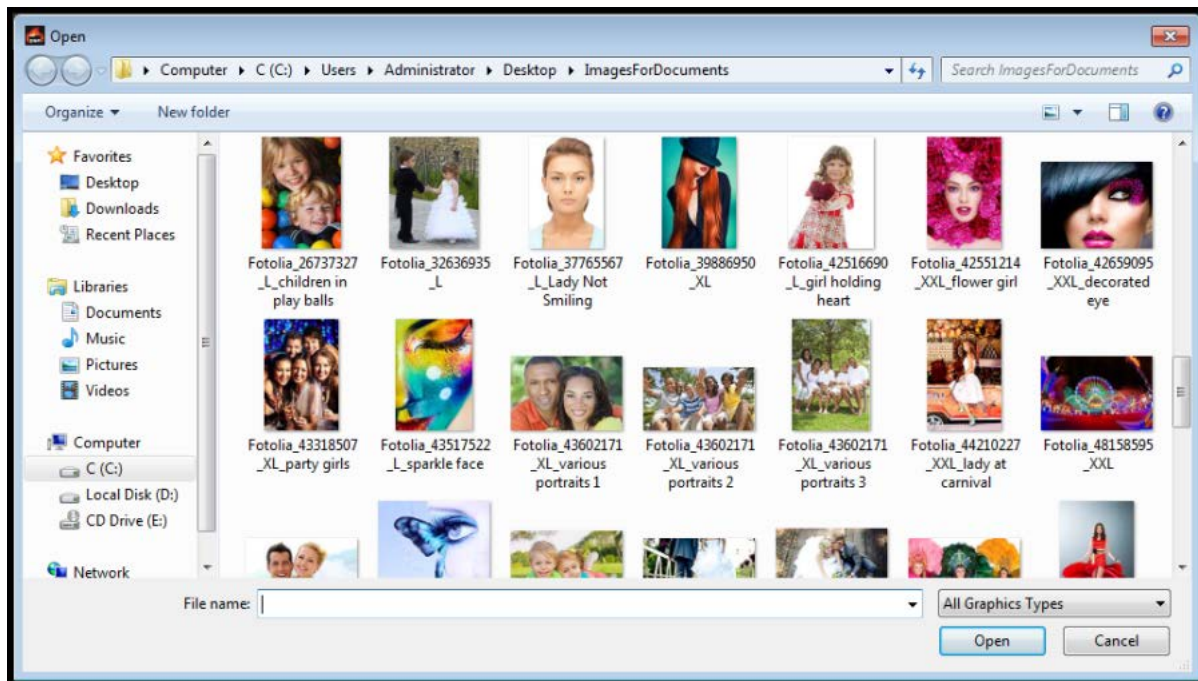 Open
Computer ▸ C (C:) ▸ Users ▸ Administrator ▸ Desktop ▸ ImagesForDocuments
Search ImagesForDocuments
Organize
New folder
Favorites
Desktop
Downloads
Recent Places
Libraries
Documents
Music
Pictures
Videos
Computer
C (C:)
Local Disk (D:)
CD Drive (E:)
Network
Fotolia_26737327
_L_children in
play balls
Fotolia_32636935
_L
Fotolia_37765567
_L_Lady Not
Smiling
Fotolia_39886950
_XL
Fotolia_42516690
_L_girl holding
heart
Fotolia_42551214
_XXL_flower girl
Fotolia_42659095
_XXL_decorated
eye
Fotolia_43318507
_XL_party girls
Fotolia_43517522
_L_sparkle face
Fotolia_43602171
_XL_various
portraits 1
Fotolia_43602171
_XL_various
portraits 2
Fotolia_43602171
_XL_various
portraits 3
Fotolia_44210227
_XXL_lady at
carnival
Fotolia_48158595
_XXL
File name:
All Graphics Types
Open
Cancel